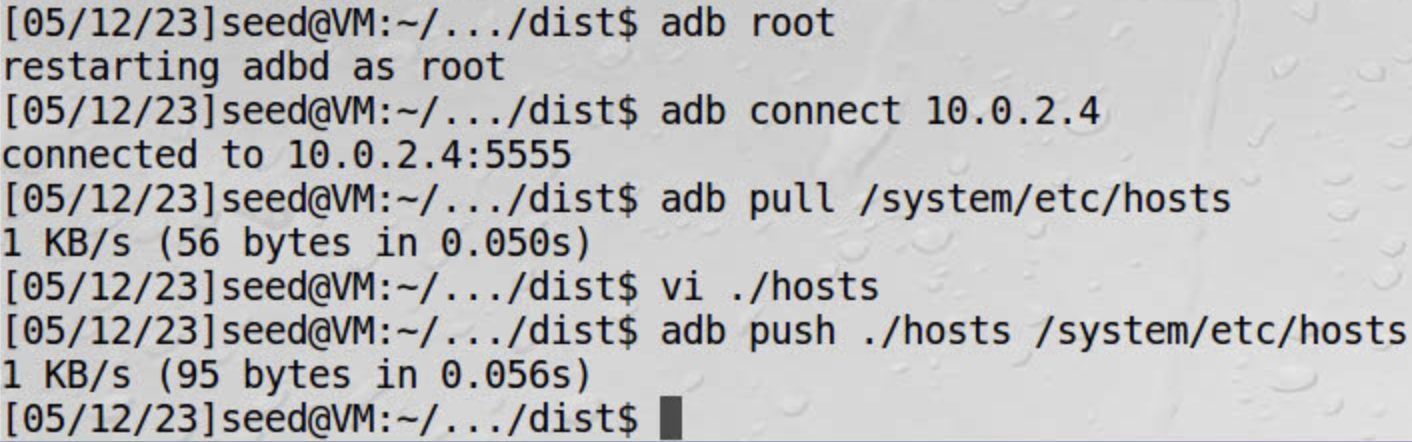 [05/12/23]seed@VM:~/.../dist$ adb root
restarting adbd as root
[05/12/23]seed@VM:~/.../dist$ adb connect 10.0.2.4
connected to 10.0.2.4:5555
[05/12/23]seed@VM:~/.../dist$ adb pull /system/etc/hosts
1 KB/s (56 bytes in 0.050s)
[05/12/23]seed@VM:~/.../dist$ vi ./hosts
[05/12/23]seed@VM:~/.../dist$ adb push ./hosts /system/etc/hosts
1 KB/s (95 bytes in 0.056s)
[05/12/23]seed@VM:~/.../dist$